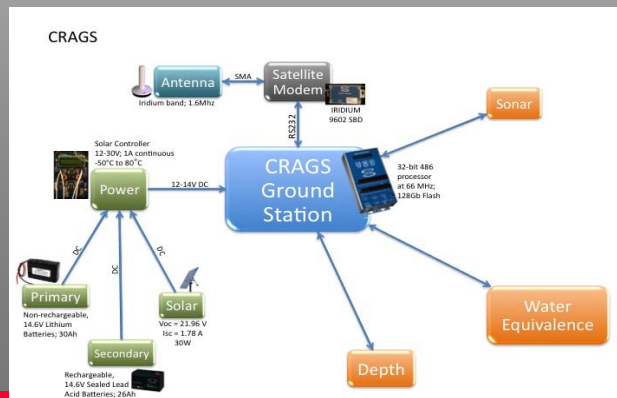 CRAGS
Antenna
SMA
Satellite
Modem
Iridium band; 1.6Mhz
IRIDIUM
9602 SBD
RS232
Sonar
Solar Controller
12-30V; 1A continuous
-50°C to 80°C
Power
12-14V DC
CRAGS
Ground
Station
32-bit 486
processor
at 66 MHz;
128Gb Flash
DC
DC
DC
Primary
Non-rechargeable,
14.6V Lithium
Batteries; 30Ah
Solar
Voc = 21.96 V
Isc = 1.78 A
30W
Secondary
Rechargeable,
14.6V Sealed Lead
Acid Batteries; 26Ah
Water
Equivalence
Depth